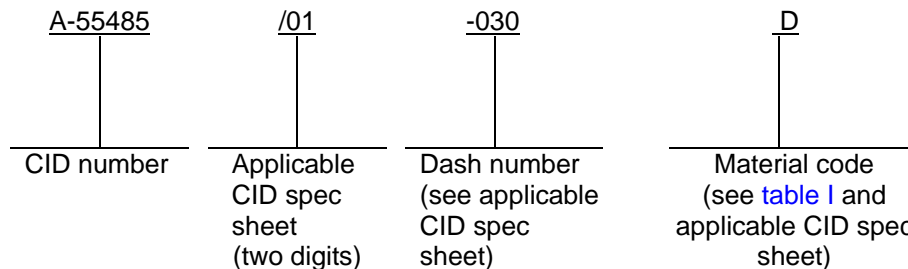 A-55485 /01 -030 D
CID number Applicable Dash number Material code
CID spec (see applicable (see table I and
sheet CID spec applicable CID spec
(two digits) sheet) sheet)